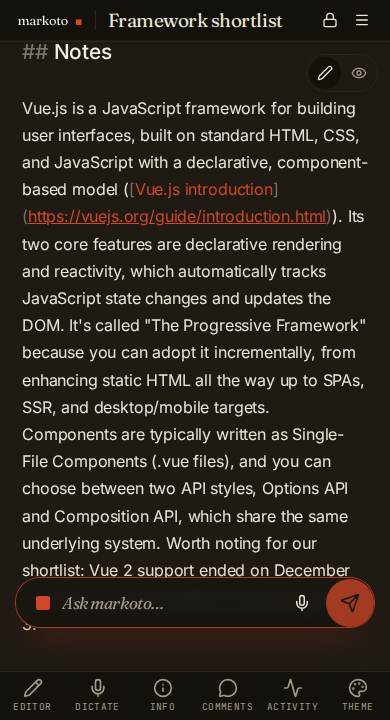 markoto
Framework shortlist
## Notes
Vue.js is a JavaScript framework for building
user interfaces, built on standard HTML, CSS,
and JavaScript with a declarative, component-
based model ([Vue.js introduction]
(https://vuejs.org/guide/introduction.html)). Its
two core features are declarative rendering
and reactivity, which automatically tracks
JavaScript state changes and updates the
DOM. It's called "The Progressive Framework"
because you can adopt it incrementally, from
enhancing static HTML all the way up to SPAs,
SSR, and desktop/mobile targets.
Components are typically written as Single-
File Components (.vue files), and you can
choose between two API styles, Options API
and Composition API, which share the same
underlying system. Worth noting for our
shortlist: Vue 2 support ended on December
Ask markoto...
3.
EDITOR DICTATE INFO COMMENTS ACTIVITY THEME